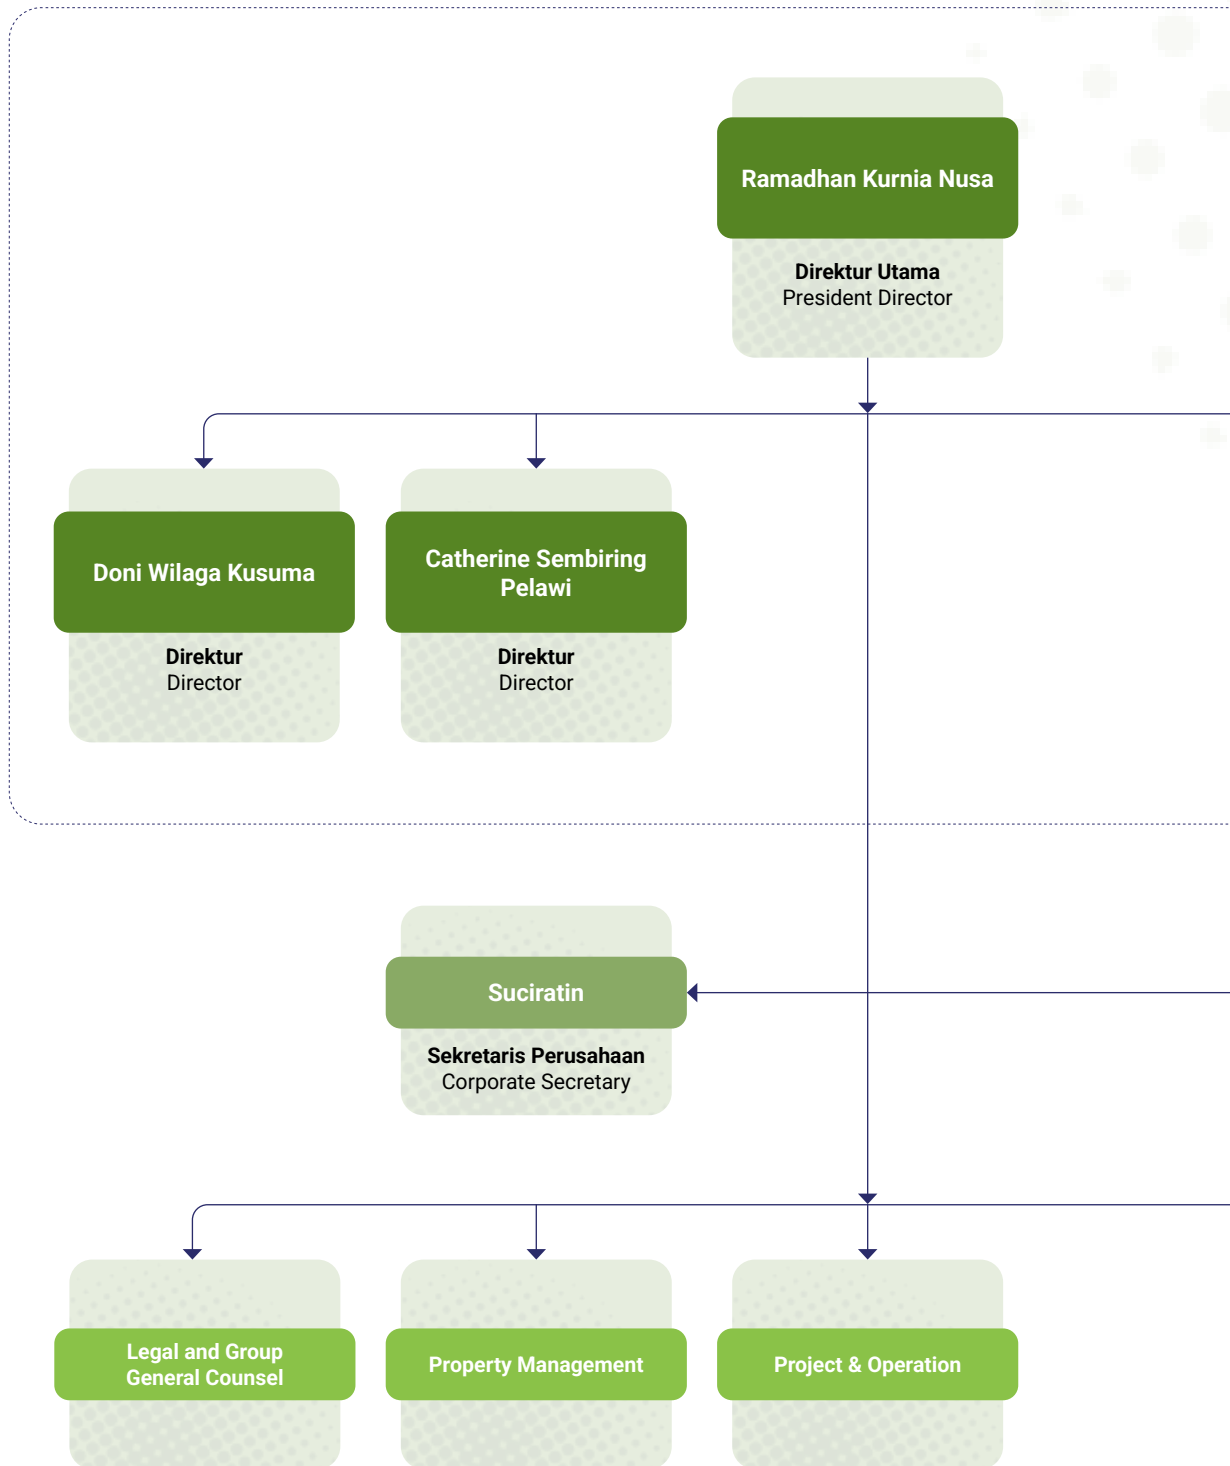 Ramadhan Kurnia Nusa
Direktur Utama
President Director
Doni Wilaga Kusuma
Direktur
Director
Catherine Sembiring
Pelawi
Direktur
Director
Suciratin
Sekretaris Perusahaan
Corporate Secretary
Legal and Group
General Counsel
Property Management
Project & Operation